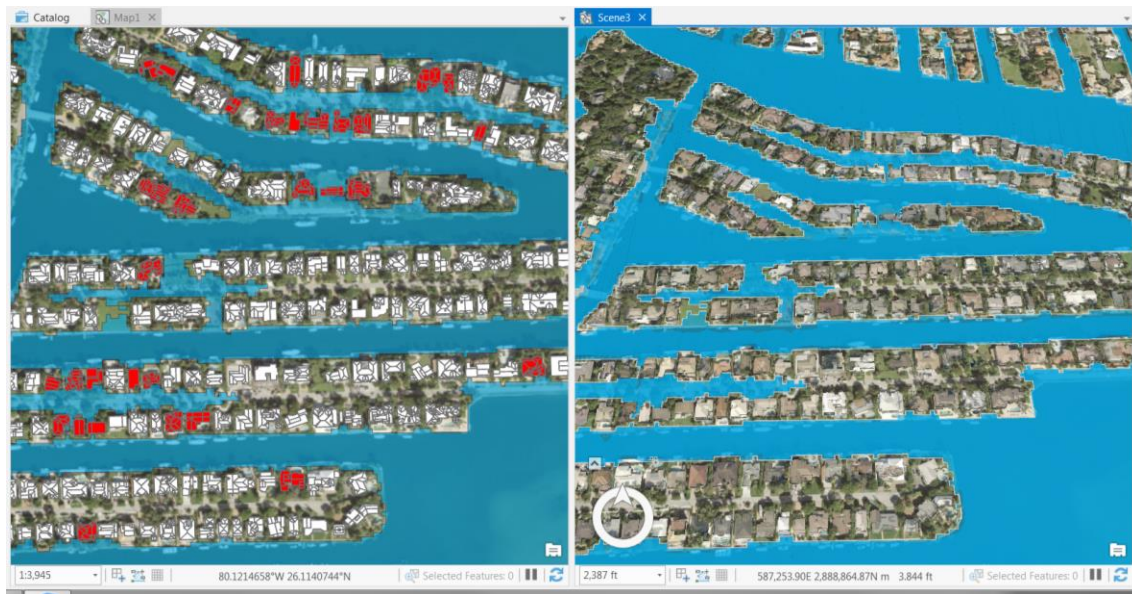 Catalog
Map1
Scene3
1:3,945
80.1214658°W 26.1140744°N
Selected Features: 0
2,387 ft
587,253.90E 2,888,864.87N m 3.844 ft
Selected Features: 0